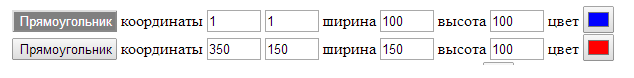 Прямоугольник координаты 1 1 ширина 100 высота 100 цвет
Прямоугольник координаты 350 150 ширина 150 высота 100 цвет